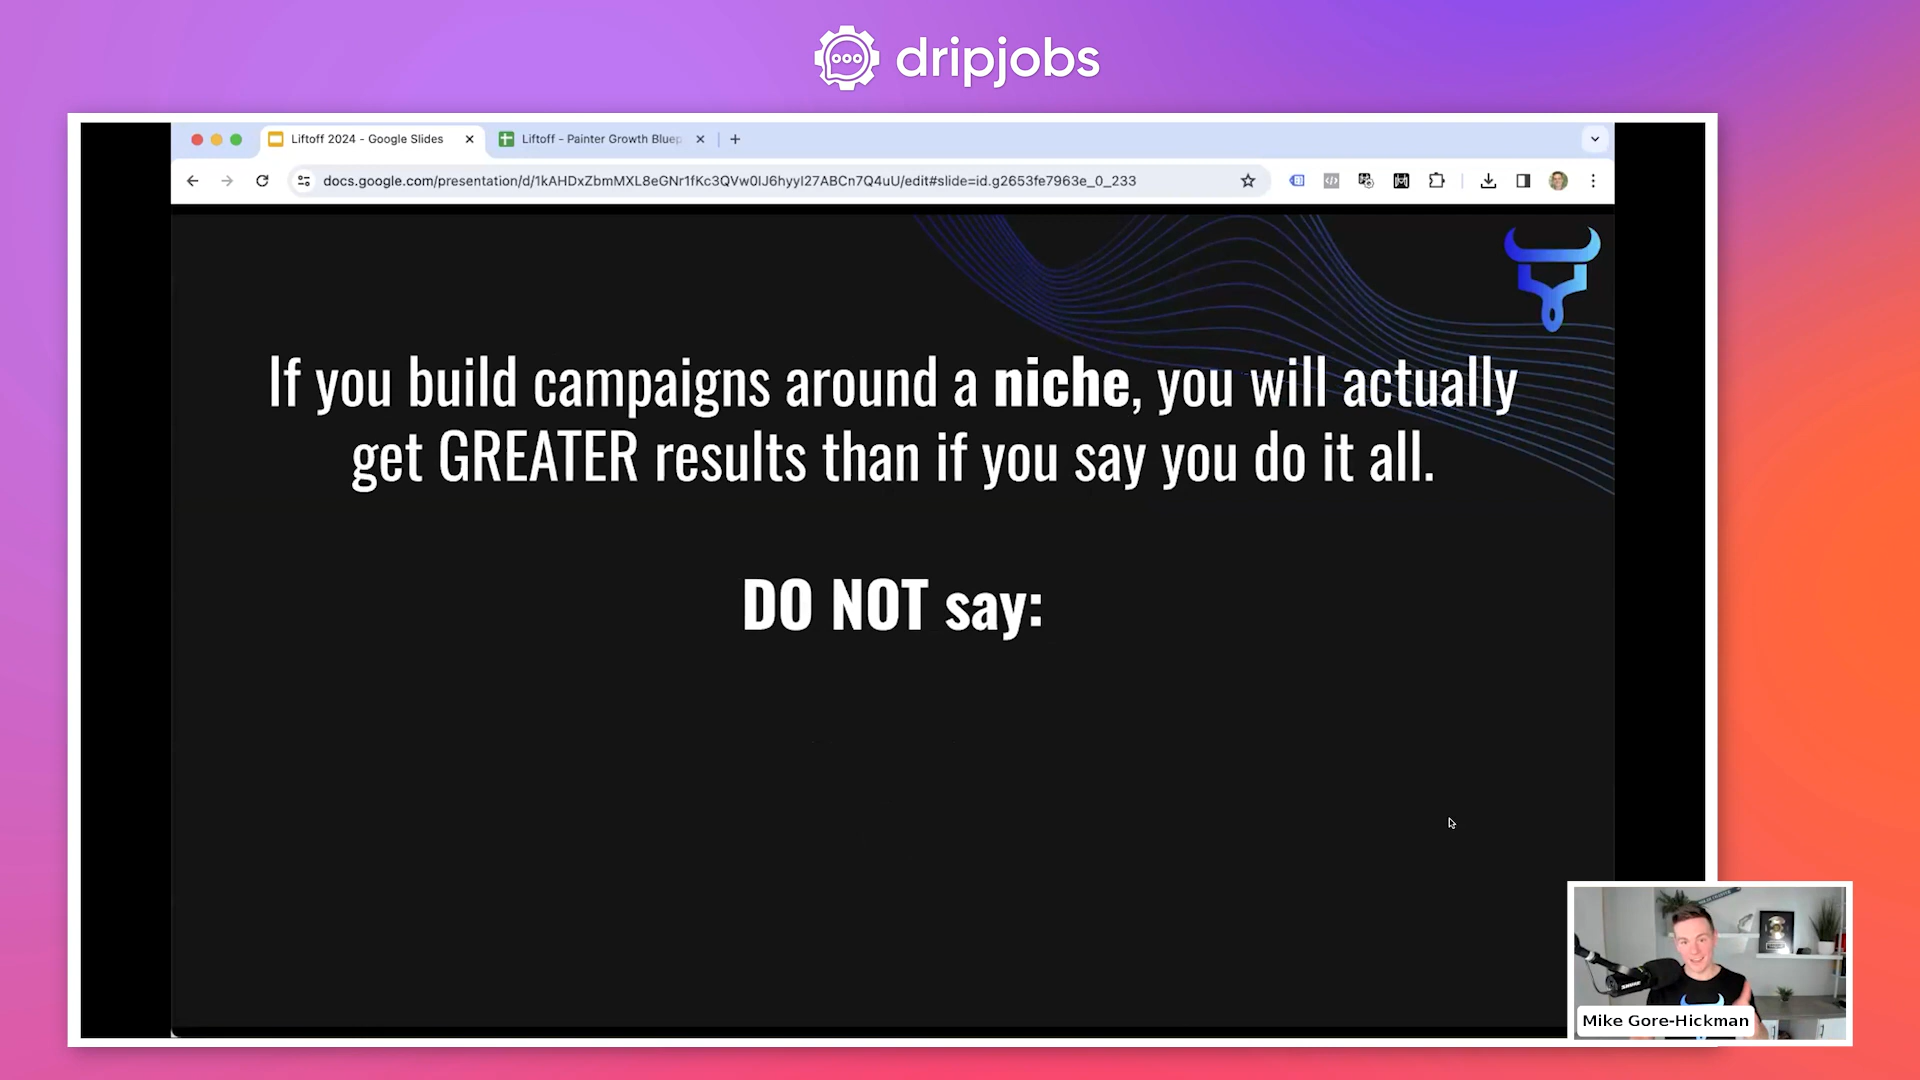 dripjobs
Liftoff 2024 - Google Slides
Liftoff - Painter Growth Bluep
docs.google.com/presentation/d/1kAHDxZbmMXL8eGNr1fKc3QVw0IJ6hyyI27ABCn7Q4uU/edit#slide=id.g2653fe7963e_0_233
If you build campaigns around a niche, you will actually
get GREATER results than if you say you do it all.
DO NOT say:
SHURE
Mike Gore-Hickman